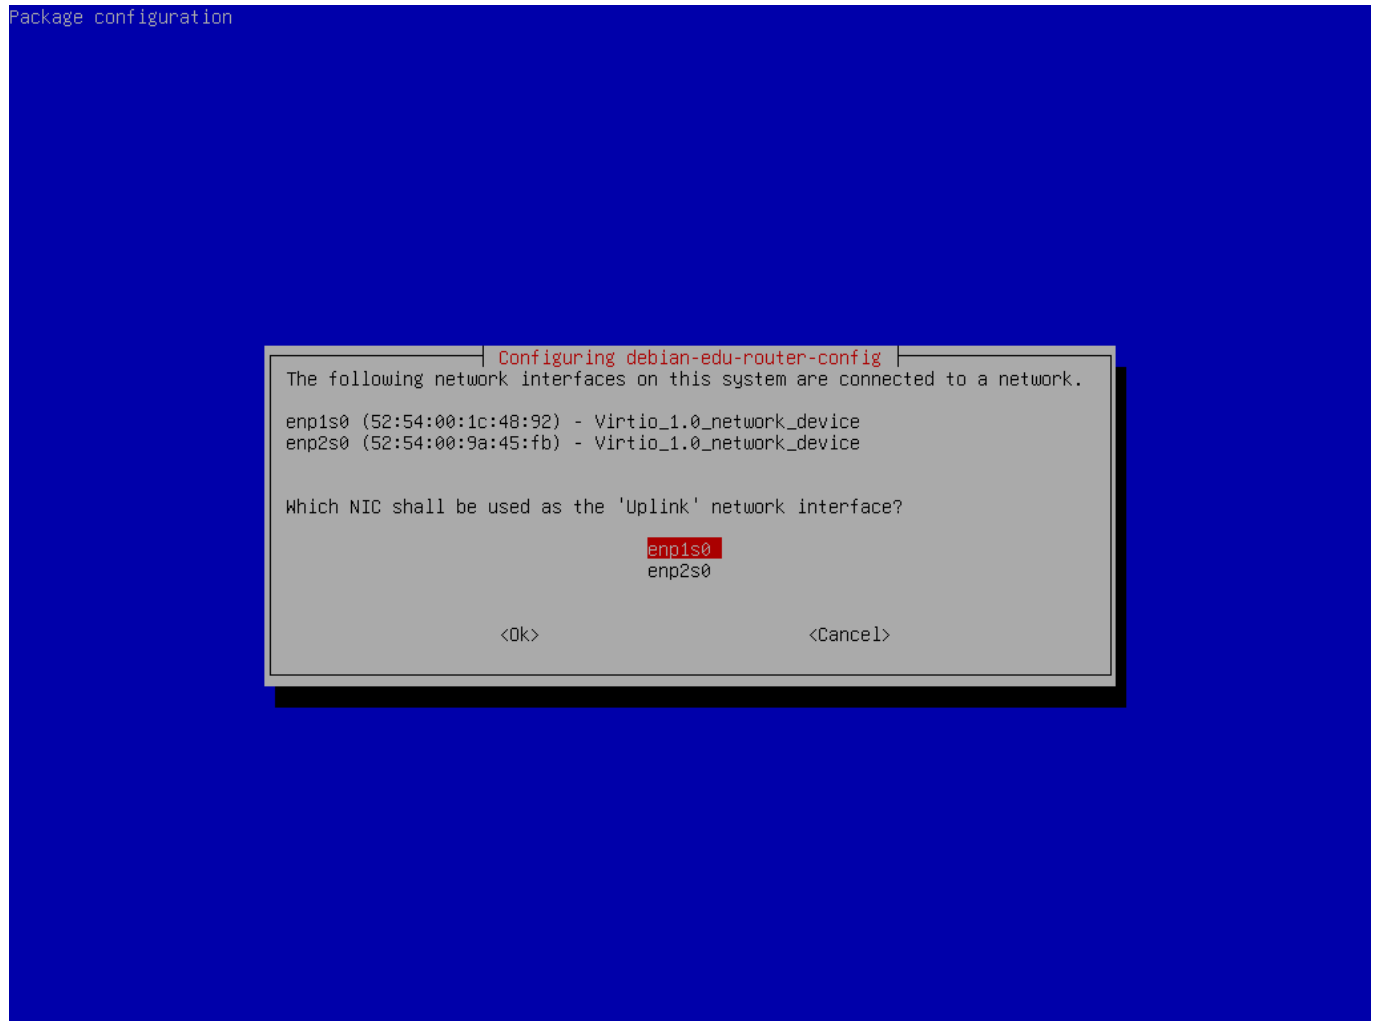 Package configuration
Configuring debian-edu-router-config
The following network interfaces on this system are connected to a network.
enp1s0 (52:54:00:1c:48:92) - Virtio_1.0_network_device
enp2s0 (52:54:00:9a:45:fb) - Virtio_1.0_network_device
Which NIC shall be used as the 'Uplink' network interface?
enp1s0
enp2s0
<Ok> <Cancel>